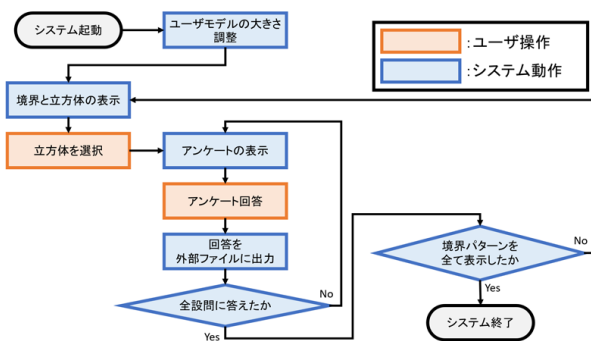 システム起動
ユーザモデルの大きさ
調整
：ユーザ操作
：システム動作
境界と立方体の表示
立方体を選択
アンケートの表示
アンケート回答
回答を
外部ファイルに出力
全設問に答えたか
No
Yes
境界パターンを
全て表示したか
No
Yes
システム終了